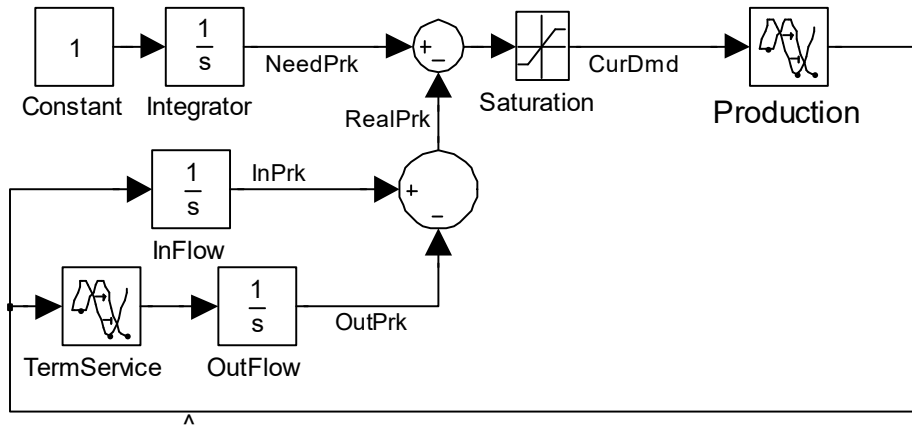 1
1
s
NeedPrk
+
−
CurDmd
Constant
Integrator
Saturation
Production
RealPrk
1
s
InPrk
+
−
InFlow
1
s
OutPrk
TermService
OutFlow
^